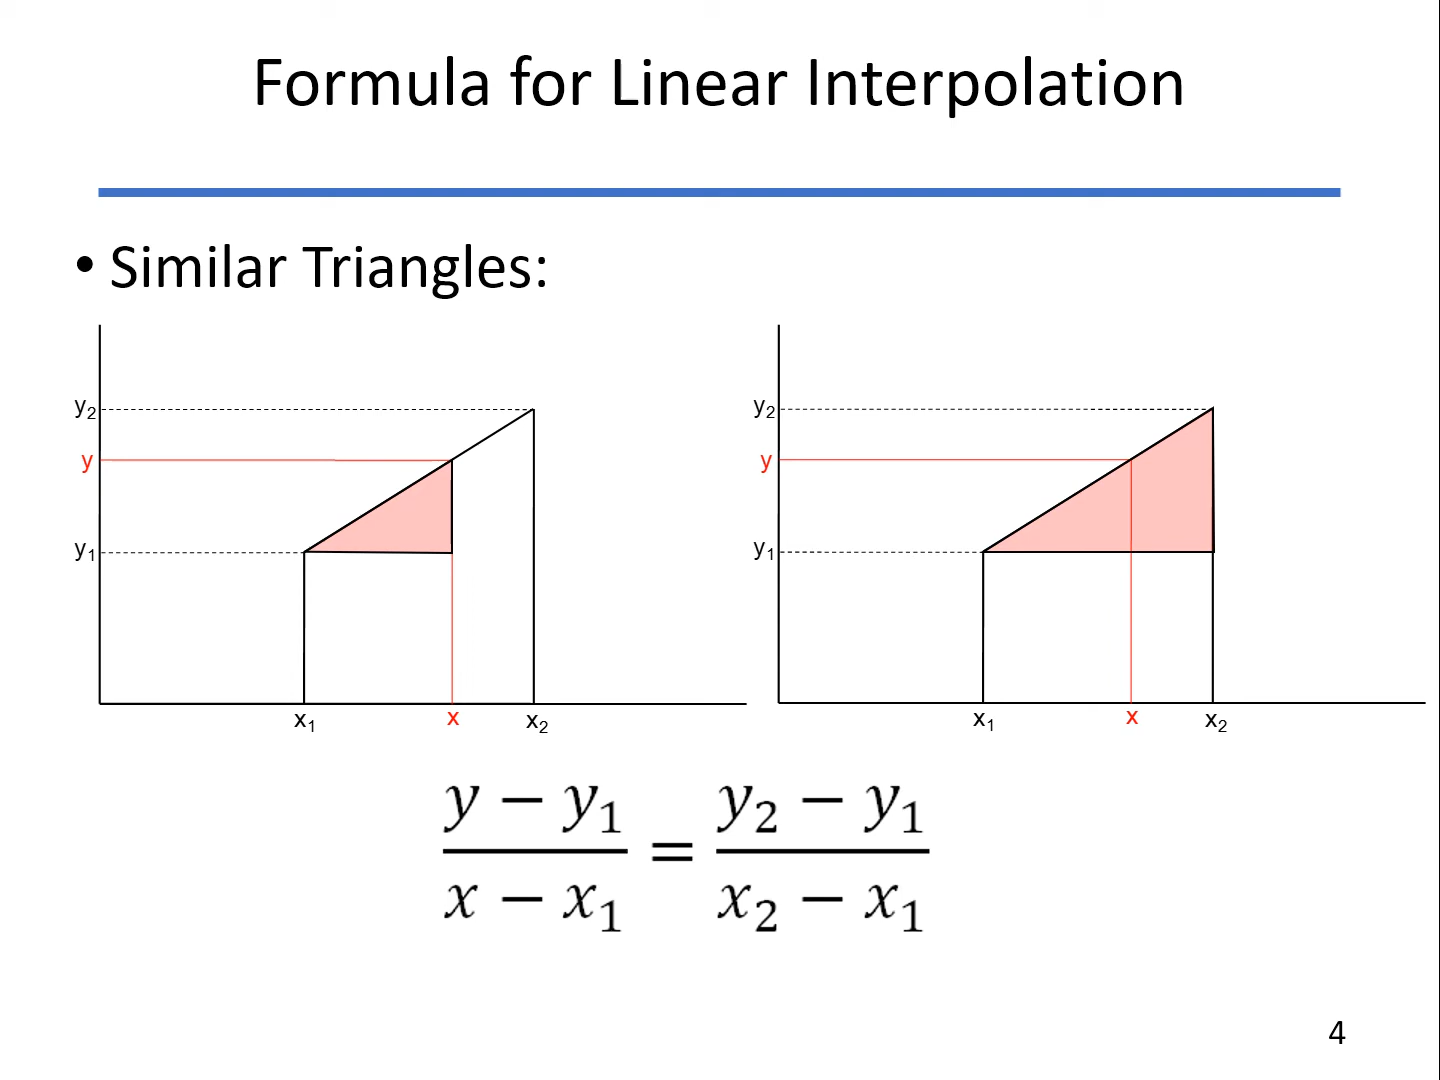 Formula for Linear Interpolation
• Similar Triangles:
y₂
y
y₁
x₁
x
x₂
y₂
y
y₁
x₁
x
x₂
y − y₁ / x − x₁ = y₂ − y₁ / x₂ − x₁
4